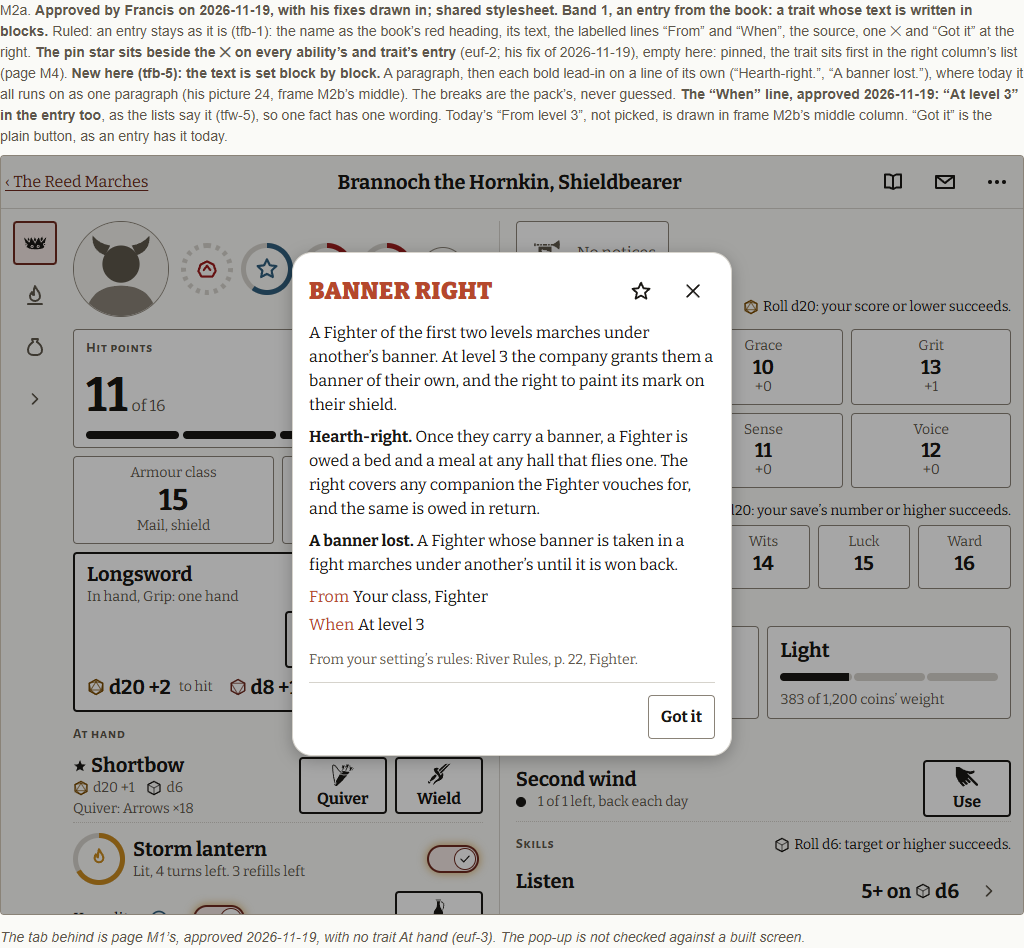 M2a. Approved by Francis on 2026-11-19, with his fixes drawn in; shared stylesheet. Band 1, an entry from the book: a trait whose text is written in
blocks. Ruled: an entry stays as it is (tfb-1): the name as the book's red heading, its text, the labelled lines “From” and “When”, the source, one ✕ and “Got it” at the
right. The pin star sits beside the ✕ on every ability's and trait's entry (euf-2; his fix of 2026-11-19), empty here: pinned, the trait sits first in the right column's list
(page M4). New here (tfb-5): the text is set block by block. A paragraph, then each bold lead-in on a line of its own (“Hearth-right.”, “A banner lost.”), where today it
all runs on as one paragraph (his picture 24, frame M2b's middle). The breaks are the pack's, never guessed. The “When” line, approved 2026-11-19: “At level 3”
in the entry too, as the lists say it (tfw-5), so one fact has one wording. Today's “From level 3”, not picked, is drawn in frame M2b's middle column. “Got it” is the
plain button, as an entry has it today.
‹ The Reed Marches
Brannoch the Hornkin, Shieldbearer
No notices
Roll d20: your score or lower succeeds.
Hit points
11 of 16
Grace
10
+0
Grit
13
+1
Sense
11
+0
Voice
12
+0
Armour class
15
Mail, shield
d20: your save's number or higher succeeds.
Wits
14
Luck
15
Ward
16
Longsword
In hand, Grip: one hand
d20 +2 to hit d8 +1
Light
383 of 1,200 coins' weight
BANNER RIGHT
A Fighter of the first two levels marches under
another's banner. At level 3 the company grants them a
banner of their own, and the right to paint its mark on
their shield.
Hearth-right. Once they carry a banner, a Fighter is
owed a bed and a meal at any hall that flies one. The
right covers any companion the Fighter vouches for,
and the same is owed in return.
A banner lost. A Fighter whose banner is taken in a
fight marches under another's until it is won back.
From Your class, Fighter
When At level 3
From your setting's rules: River Rules, p. 22, Fighter.
Got it
At hand
Shortbow
d20 +1 d6
Quiver: Arrows ×18
Quiver
Wield
Storm lantern
Lit, 4 turns left. 3 refills left
Second wind
1 of 1 left, back each day
Use
Skills
Roll d6: target or higher succeeds.
Listen
5+ on d6
The tab behind is page M1's, approved 2026-11-19, with no trait At hand (euf-3). The pop-up is not checked against a built screen.